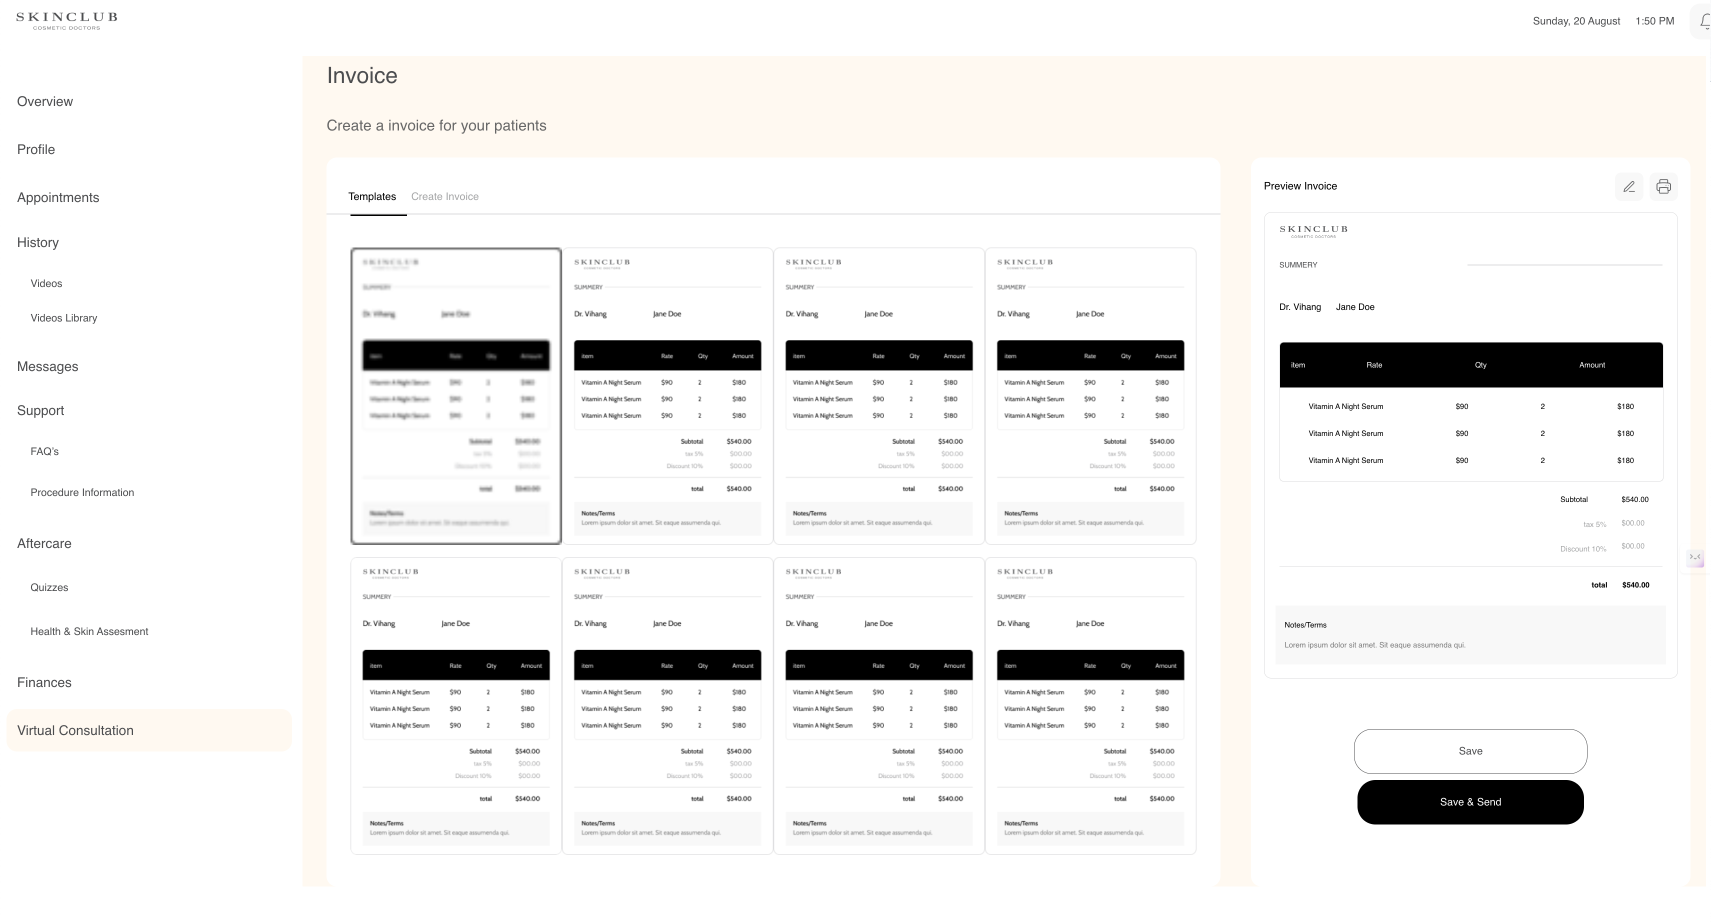 SKINCLUB
COSMETIC DOCTORS
Sunday, 20 August 1:50 PM
Overview
Profile
Appointments
History
Videos
Videos Library
Messages
Support
FAQ's
Procedure Information
Aftercare
Quizzes
Health & Skin Assesment
Finances
Virtual Consultation
Invoice
Create a invoice for your patients
Templates Create Invoice
SKINCLUB
COSMETIC DOCTORS
SUMMERY
Dr. Vihang Jane Doe
item Rate Qty Amount
Vitamin A Night Serum $90 2 $180
Vitamin A Night Serum $90 2 $180
Vitamin A Night Serum $90 2 $180
Subtotal $540.00
tax 5% $00.00
Discount 10% $00.00
total $540.00
Notes/Terms
Lorem ipsum dolor sit amet. Sit eaque assumenda qui.
SKINCLUB
COSMETIC DOCTORS
SUMMERY
Dr. Vihang Jane Doe
item Rate Qty Amount
Vitamin A Night Serum $90 2 $180
Vitamin A Night Serum $90 2 $180
Vitamin A Night Serum $90 2 $180
Subtotal $540.00
tax 5% $00.00
Discount 10% $00.00
total $540.00
Notes/Terms
Lorem ipsum dolor sit amet. Sit eaque assumenda qui.
SKINCLUB
COSMETIC DOCTORS
SUMMERY
Dr. Vihang Jane Doe
item Rate Qty Amount
Vitamin A Night Serum $90 2 $180
Vitamin A Night Serum $90 2 $180
Vitamin A Night Serum $90 2 $180
Subtotal $540.00
tax 5% $00.00
Discount 10% $00.00
total $540.00
Notes/Terms
Lorem ipsum dolor sit amet. Sit eaque assumenda qui.
SKINCLUB
COSMETIC DOCTORS
SUMMERY
Dr. Vihang Jane Doe
item Rate Qty Amount
Vitamin A Night Serum $90 2 $180
Vitamin A Night Serum $90 2 $180
Vitamin A Night Serum $90 2 $180
Subtotal $540.00
tax 5% $00.00
Discount 10% $00.00
total $540.00
Notes/Terms
Lorem ipsum dolor sit amet. Sit eaque assumenda qui.
SKINCLUB
COSMETIC DOCTORS
SUMMERY
Dr. Vihang Jane Doe
item Rate Qty Amount
Vitamin A Night Serum $90 2 $180
Vitamin A Night Serum $90 2 $180
Vitamin A Night Serum $90 2 $180
Subtotal $540.00
tax 5% $00.00
Discount 10% $00.00
total $540.00
Notes/Terms
Lorem ipsum dolor sit amet. Sit eaque assumenda qui.
SKINCLUB
COSMETIC DOCTORS
SUMMERY
Dr. Vihang Jane Doe
item Rate Qty Amount
Vitamin A Night Serum $90 2 $180
Vitamin A Night Serum $90 2 $180
Vitamin A Night Serum $90 2 $180
Subtotal $540.00
tax 5% $00.00
Discount 10% $00.00
total $540.00
Notes/Terms
Lorem ipsum dolor sit amet. Sit eaque assumenda qui.
SKINCLUB
COSMETIC DOCTORS
SUMMERY
Dr. Vihang Jane Doe
item Rate Qty Amount
Vitamin A Night Serum $90 2 $180
Vitamin A Night Serum $90 2 $180
Vitamin A Night Serum $90 2 $180
Subtotal $540.00
tax 5% $00.00
Discount 10% $00.00
total $540.00
Notes/Terms
Lorem ipsum dolor sit amet. Sit eaque assumenda qui.
Preview Invoice
SKINCLUB
COSMETIC DOCTORS
SUMMERY
Dr. Vihang Jane Doe
item Rate Qty Amount
Vitamin A Night Serum $90 2 $180
Vitamin A Night Serum $90 2 $180
Vitamin A Night Serum $90 2 $180
Subtotal $540.00
tax 5% $00.00
Discount 10% $00.00
total $540.00
Notes/Terms
Lorem ipsum dolor sit amet. Sit eaque assumenda qui.
Save
Save & Send